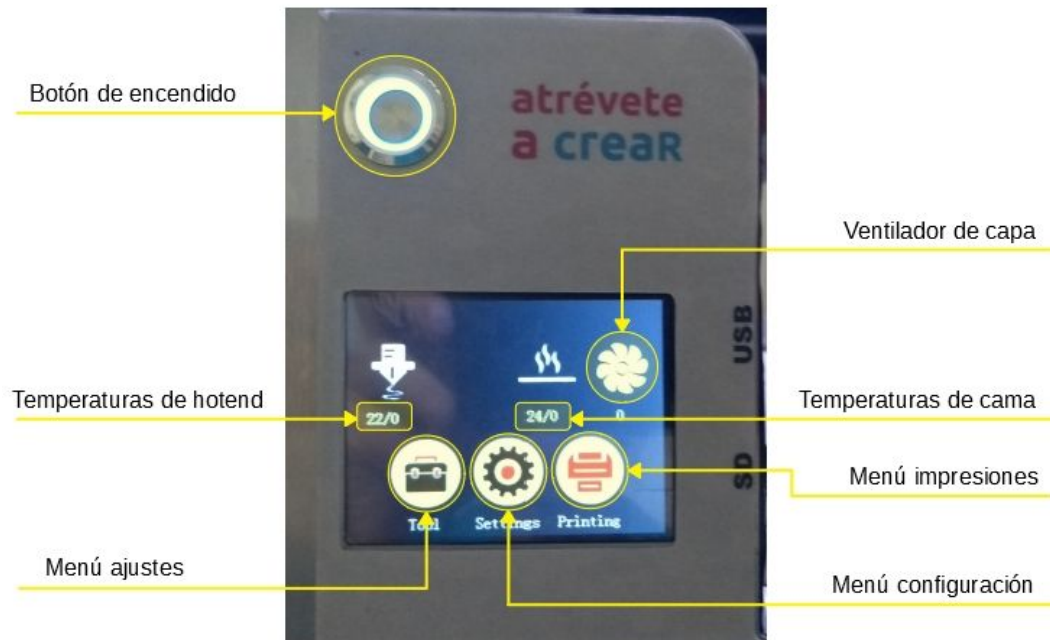 Botón de encendido
atrévete
a creaR
Ventilador de capa
USB
Temperaturas de hotend
22/0
24/0
0
Temperaturas de cama
SD
Menú impresiones
Tool
Settings
Printing
Menú ajustes
Menú configuración